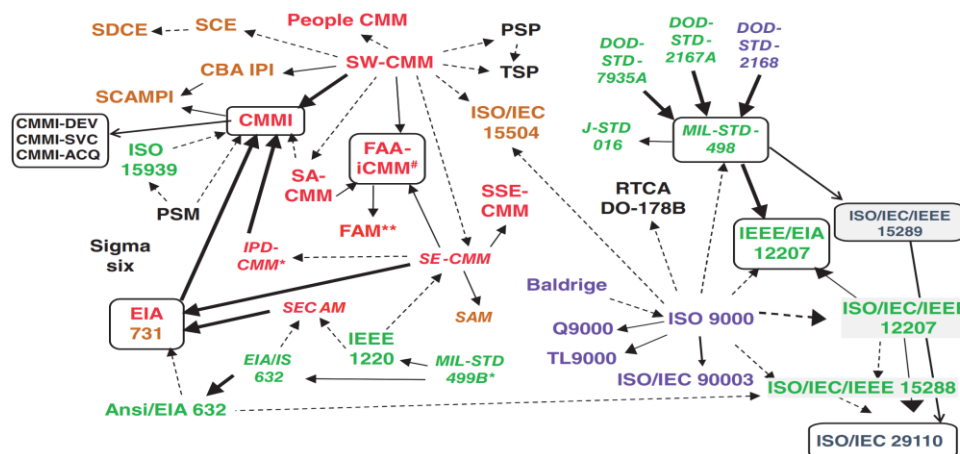 People CMM
SDCE
SCE
PSP
DOD-
STD-
7935A
DOD-
STD-
2167A
DOD-
STD-
2168
SW-CMM
TSP
CBA IPI
SCAMPI
CMMI-DEV
CMMI-SVC
CMMI-ACQ
CMMI
ISO/IEC
15504
J-STD
016
MIL-STD-
498
ISO
15939
SA-
CMM
FAA-
iCMM#
PSM
SSE-
CMM
RTCA
DO-178B
ISO/IEC/IEEE
15289
Sigma
six
IPD-
CMM*
FAM**
SE-CMM
IEEE/EIA
12207
Baldrige
EIA
731
SEC AM
SAM
ISO 9000
ISO/IEC/IEEE
12207
Q9000
IEEE
1220
TL9000
EIA/IS
632
MIL-STD
499B*
ISO/IEC 90003
ISO/IEC/IEEE 15288
Ansi/EIA 632
ISO/IEC 29110